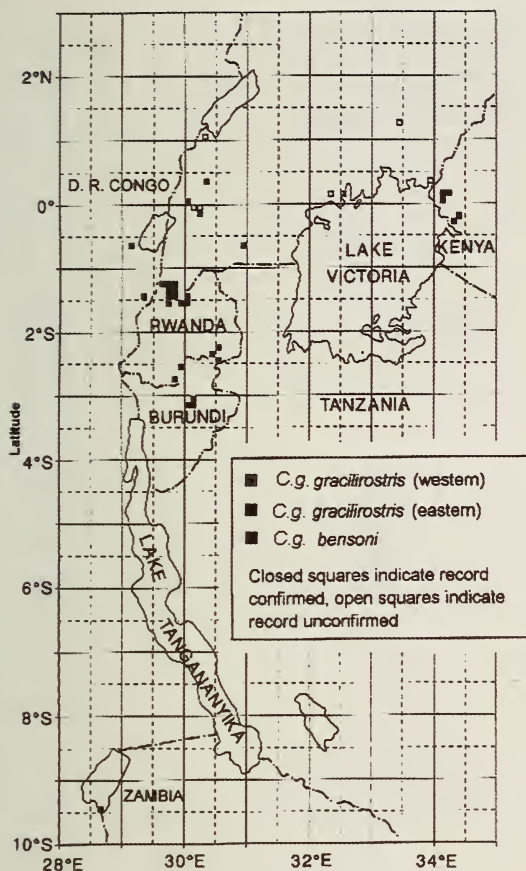 2°N
D. R. CONGO
0°
LAKE
VICTORIA
KENYA
2°S
RWANDA
BURUNDI
TANZANIA
Latitude
4°S
C.g. gracilirostris (western)
C.g. gracilirostris (eastern)
C.g. bensoni
Closed squares indicate record
confirmed, open squares indicate
record unconfirmed
LAKE
TANGANANYIKA
6°S
8°S
ZAMBIA
10°S
28°E
30°E
32°E
34°E